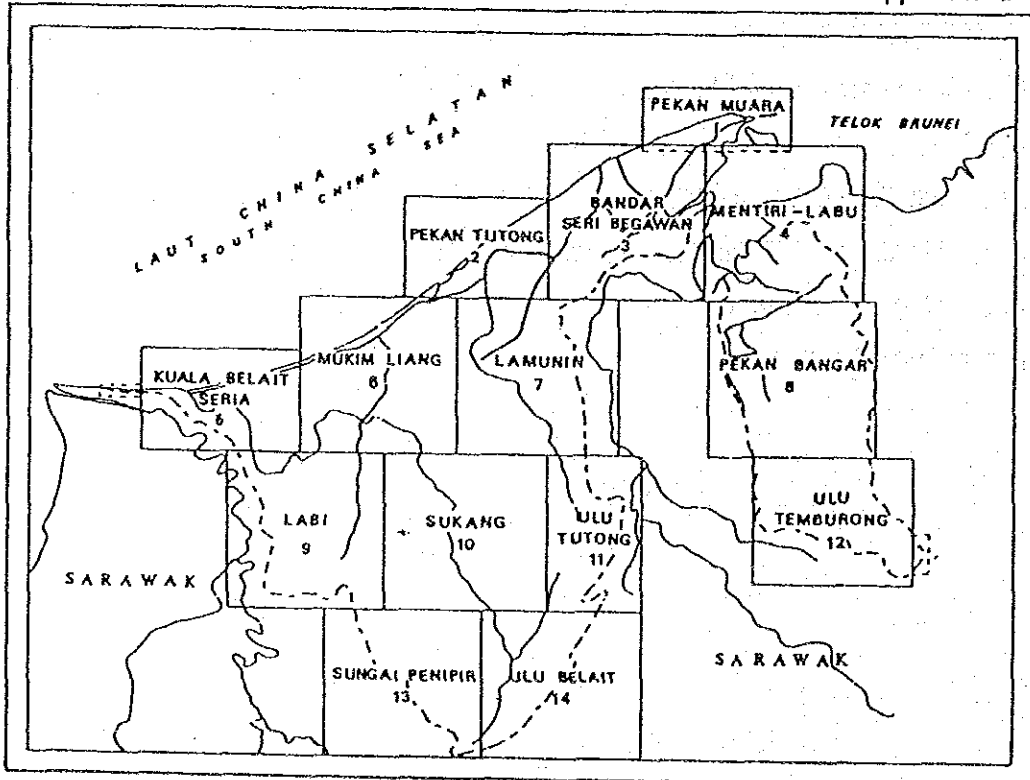 PEKAN MUARA
TELOK BRUNEI
LAUT CHINA SELATAN
SOUTH CHINA SEA
BANDAR
SERI BEGAWAN
3
MENTIRI-LABU
4
PEKAN TUTONG
2
MUKIM LIANG
6
LAMUNIN
7
PEKAN BANGAR
8
KUALA BELAIT
SERIA
5
LABI
9
SUKANG
10
ULU
TUTONG
11
ULU
TEMBURONG
12
SARAWAK
SARAWAK
SUNGAI PENIPIR
13
ULU BELAIT
14